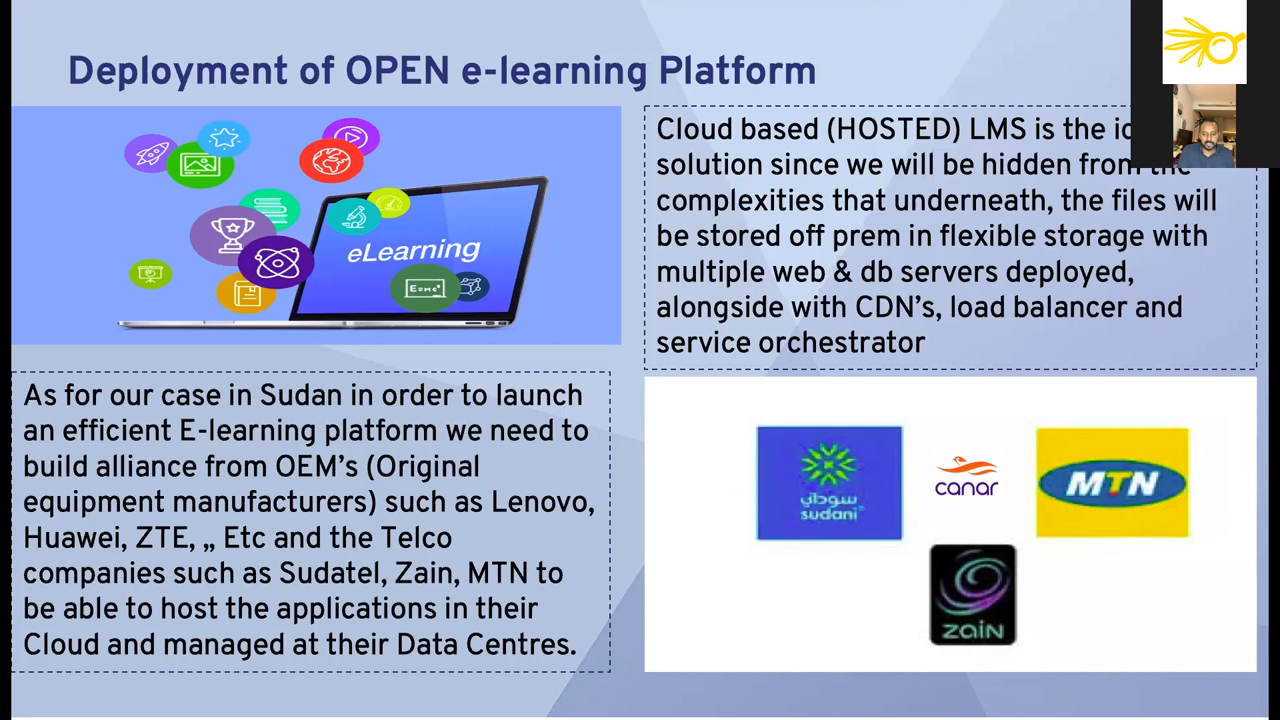 Deployment of OPEN e-learning Platform
eLearning
E=mc²
Cloud based (HOSTED) LMS is the
solution since we will be hidden from the
complexities that underneath, the files will
be stored off prem in flexible storage with
multiple web & db servers deployed,
alongside with CDN’s, load balancer and
service orchestrator
As for our case in Sudan in order to launch
an efficient E-learning platform we need to
build alliance from OEM’s (Original
equipment manufacturers) such as Lenovo,
Huawei, ZTE, „ Etc and the Telco
companies such as Sudatel, Zain, MTN to
be able to host the applications in their
Cloud and managed at their Data Centres.
سوداني
sudani
canar
MTN
zain